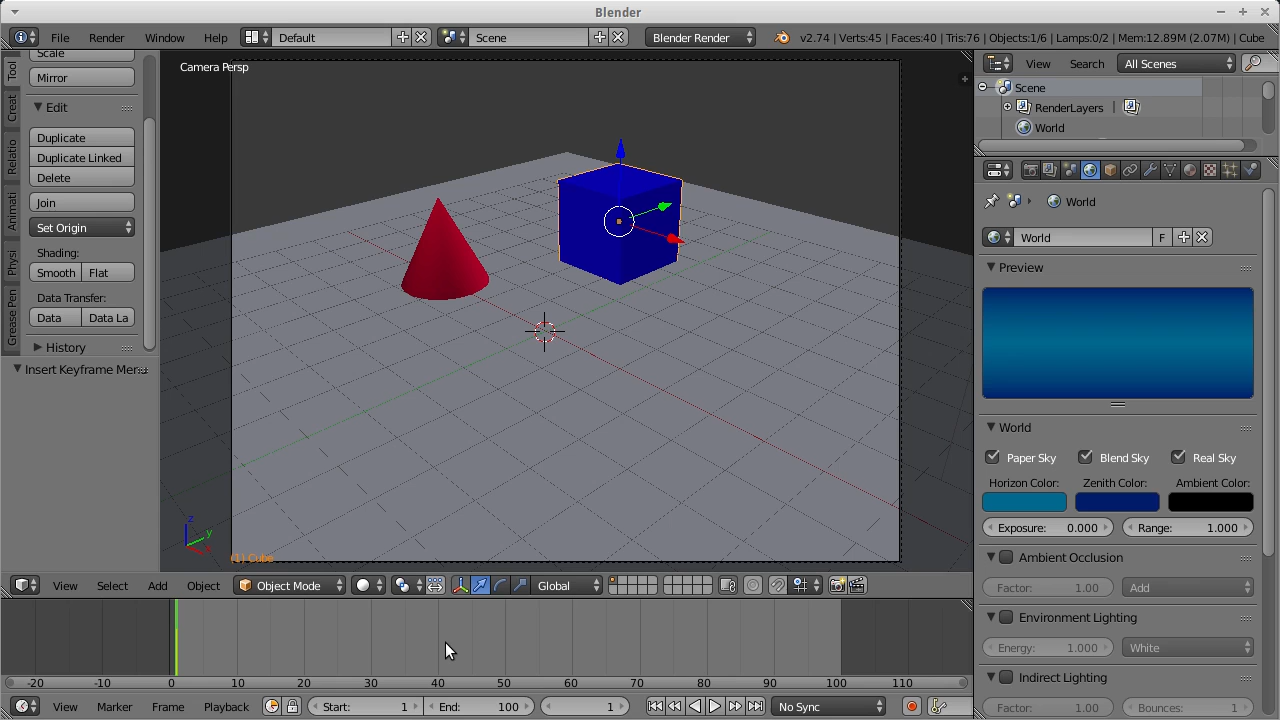 Blender
File Render Window Help Default Scene Blender Render v2.74 | Verts:45 | Faces:40 | Tris:76 | Objects:1/6 | Lamps:0/2 | Mem:12.89M (2.07M) | Cube
Tool
Creat
Relatio
Animati
Physi
Grease Pen
Scale
Mirror
Edit
Duplicate
Duplicate Linked
Delete
Join
Set Origin
Shading:
Smooth Flat
Data Transfer:
Data Data La
History
Insert Keyframe Menu
Camera Persp
z
y
(1) Cube
View Select Add Object Object Mode Global
-20 -10 0 10 20 30 40 50 60 70 80 90 100 110
View Marker Frame Playback Start: 1 End: 100 1 No Sync
View Search All Scenes
Scene
RenderLayers |
World
World
World F
Preview
World
Paper Sky Blend Sky Real Sky
Horizon Color: Zenith Color: Ambient Color:
Exposure: 0.000 Range: 1.000
Ambient Occlusion
Factor: 1.00 Add
Environment Lighting
Energy: 1.000 White
Indirect Lighting
Factor: 1.00 Bounces: 1